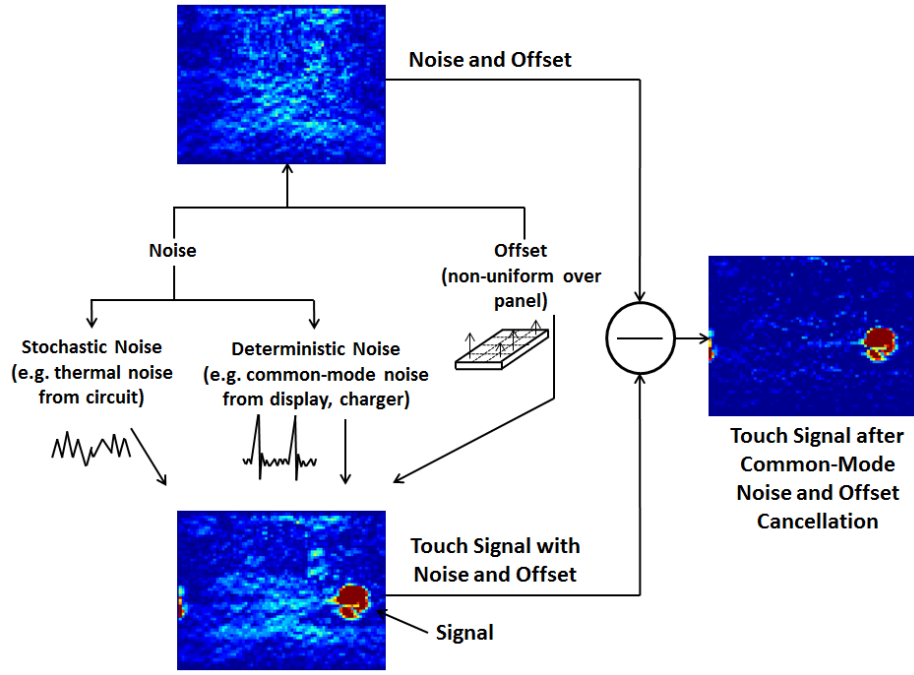 Noise and Offset
Noise
Offset
(non-uniform over
panel)
Stochastic Noise
(e.g. thermal noise
from circuit)
Deterministic Noise
(e.g. common-mode noise
from display, charger)
Touch Signal after
Common-Mode
Noise and Offset
Cancellation
Touch Signal with
Noise and Offset
Signal